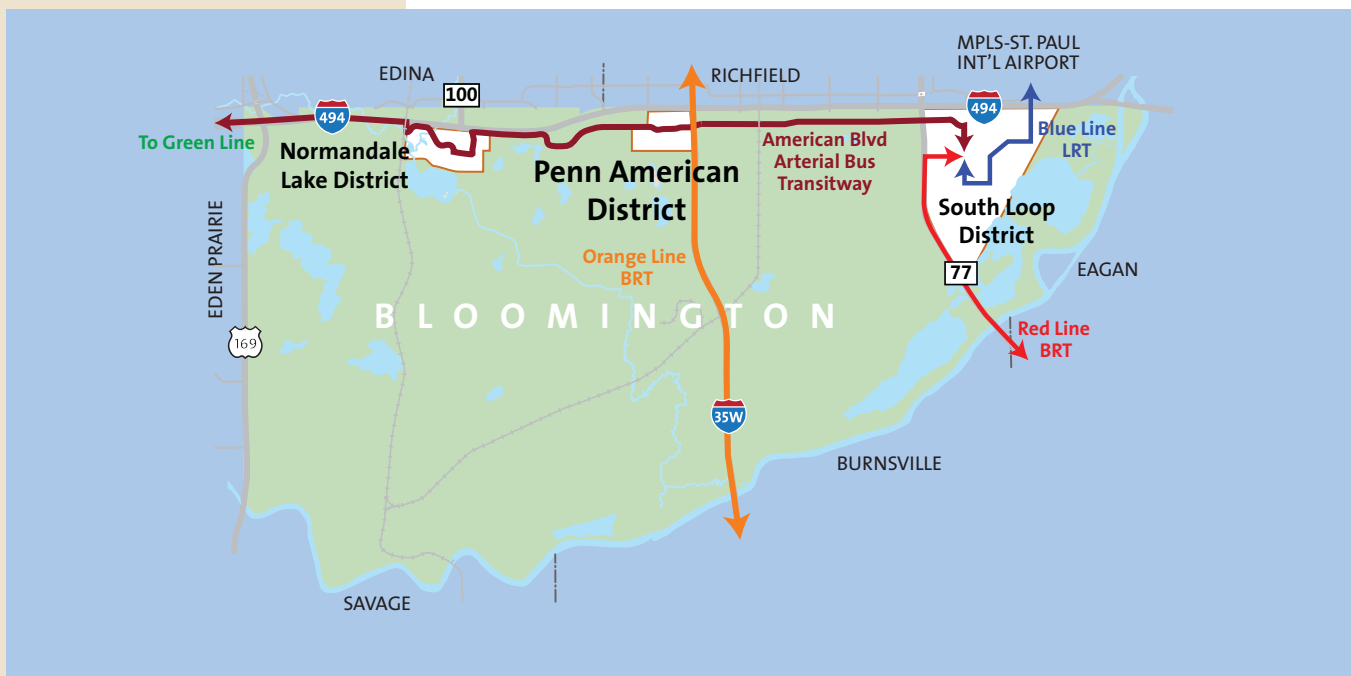 MPLS-ST. PAUL
INT'L AIRPORT
EDINA
RICHFIELD
100
494
494
To Green Line
Normandale
Lake District
Penn American
District
American Blvd
Arterial Bus
Transitway
Blue Line
LRT
South Loop
District
EDEN PRAIRIE
Orange Line
BRT
77
EAGAN
BLOOMINGTON
169
Red Line
BRT
35W
BURNSVILLE
SAVAGE